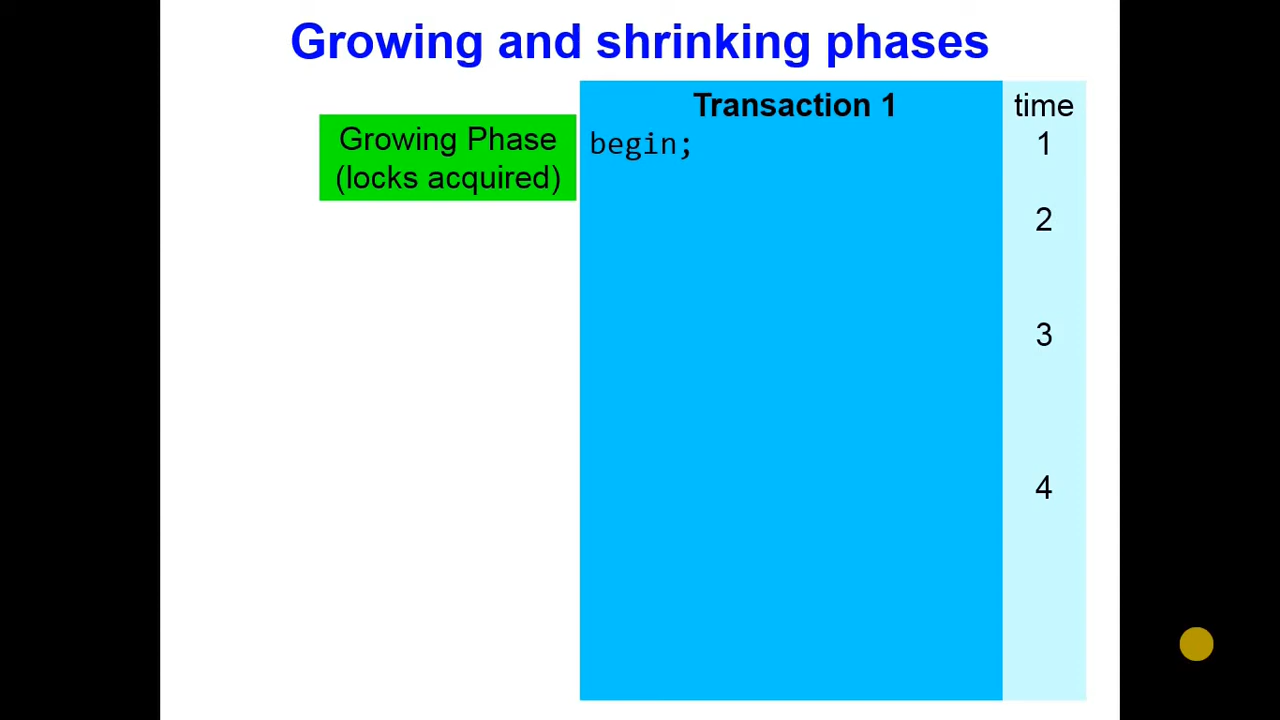 Growing and shrinking phases
Transaction 1 time
Growing Phase
(locks acquired)
begin; 1
2
3
4